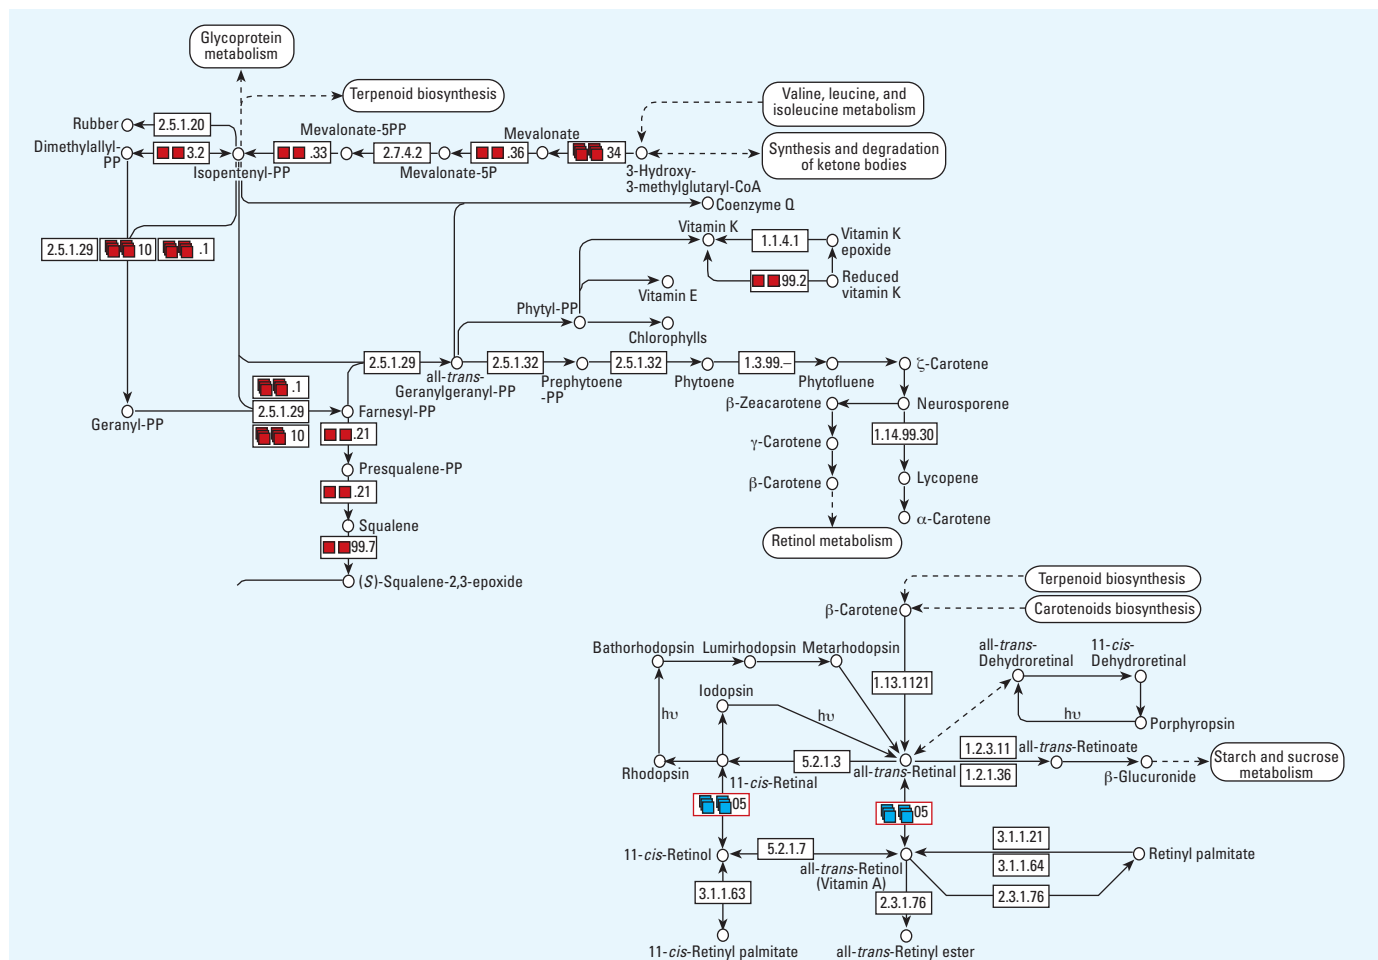 Glycoprotein
metabolism
Terpenoid biosynthesis
Valine, leucine, and
isoleucine metabolism
Rubber
2.5.1.20
Mevalonate-5PP
Mevalonate
Dimethylallyl-
PP
3.2
.33
2.7.4.2
.36
34
Synthesis and degradation
of ketone bodies
Isopentenyl-PP
Mevalonate-5P
3-Hydroxy-
3-methylglutaryl-CoA
Coenzyme Q
Vitamin K
2.5.1.29
10
.1
1.1.4.1
Vitamin K
epoxide
99.2
Reduced
vitamin K
Vitamin E
Phytyl-PP
Chlorophylls
2.5.1.29
2.5.1.32
2.5.1.32
1.3.99.–
ζ-Carotene
all-trans-
Geranylgeranyl-PP
Prephytoene
-PP
Phytoene
Phytofluene
.1
2.5.1.29
10
Geranyl-PP
Farnesyl-PP
β-Zeacarotene
Neurosporene
.21
γ-Carotene
1.14.99.30
Presqualene-PP
β-Carotene
Lycopene
.21
Squalene
α-Carotene
99.7
Retinol metabolism
(S)-Squalene-2,3-epoxide
Terpenoid biosynthesis
β-Carotene
Carotenoids biosynthesis
Bathorhodopsin
Lumirhodopsin
Metarhodopsin
all-trans-
Dehydroretinal
11-cis-
Dehydroretinal
1.13.1121
Iodopsin
hυ
hυ
hυ
Porphyropsin
Rhodopsin
5.2.1.3
all-trans-Retinal
1.2.3.11
1.2.1.36
all-trans-Retinoate
β-Glucuronide
Starch and sucrose
metabolism
11-cis-Retinal
05
05
11-cis-Retinol
5.2.1.7
all-trans-Retinol
(Vitamin A)
3.1.1.21
3.1.1.64
Retinyl palmitate
3.1.1.63
2.3.1.76
2.3.1.76
11-cis-Retinyl palmitate
all-trans-Retinyl ester